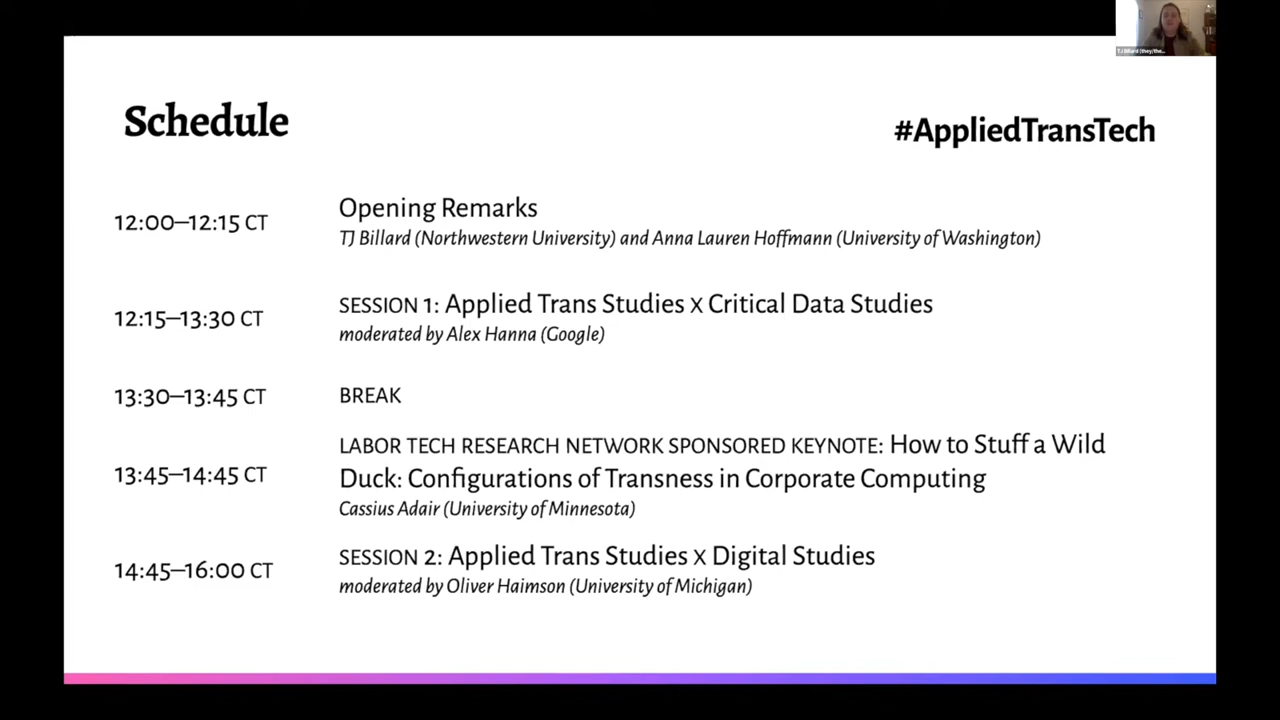 Schedule
#AppliedTransTech
12:00–12:15 CT
Opening Remarks
TJ Billard (Northwestern University) and Anna Lauren Hoffmann (University of Washington)
12:15–13:30 CT
SESSION 1: Applied Trans Studies X Critical Data Studies
moderated by Alex Hanna (Google)
13:30–13:45 CT
BREAK
13:45–14:45 CT
LABOR TECH RESEARCH NETWORK SPONSORED KEYNOTE: How to Stuff a Wild
Duck: Configurations of Transness in Corporate Computing
Cassius Adair (University of Minnesota)
14:45–16:00 CT
SESSION 2: Applied Trans Studies X Digital Studies
moderated by Oliver Haimson (University of Michigan)
TJ Billard (they/the...